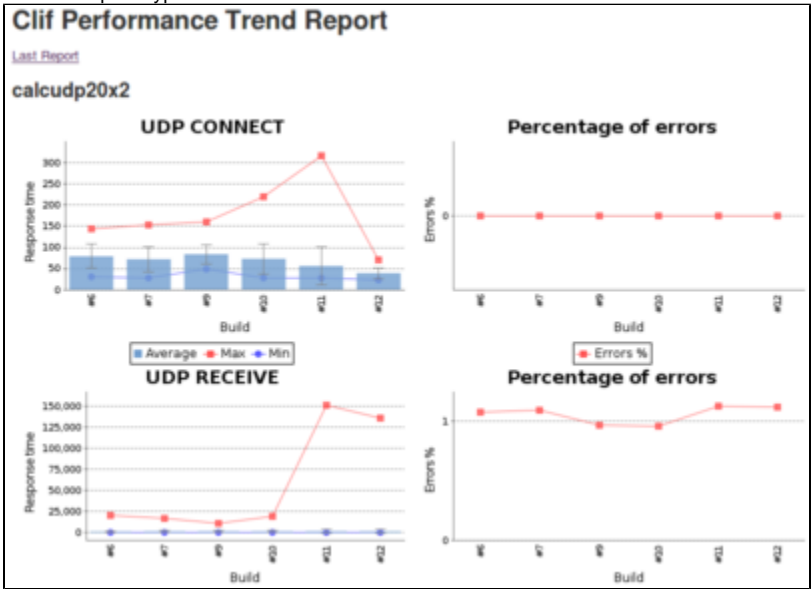 Clif Performance Trend Report
Last Report
calcudp20x2
UDP CONNECT
Response time
300
250
200
150
100
50
0
#6 #7 #9 #10 #11 #12
Build
Average Max Min
Percentage of errors
Errors %
0
#6 #7 #9 #10 #11 #12
Build
Errors %
UDP RECEIVE
Response time
150,000
125,000
100,000
75,000
50,000
25,000
0
#6 #7 #9 #10 #11 #12
Build
Percentage of errors
Errors %
1
0
#6 #7 #9 #10 #11 #12
Build